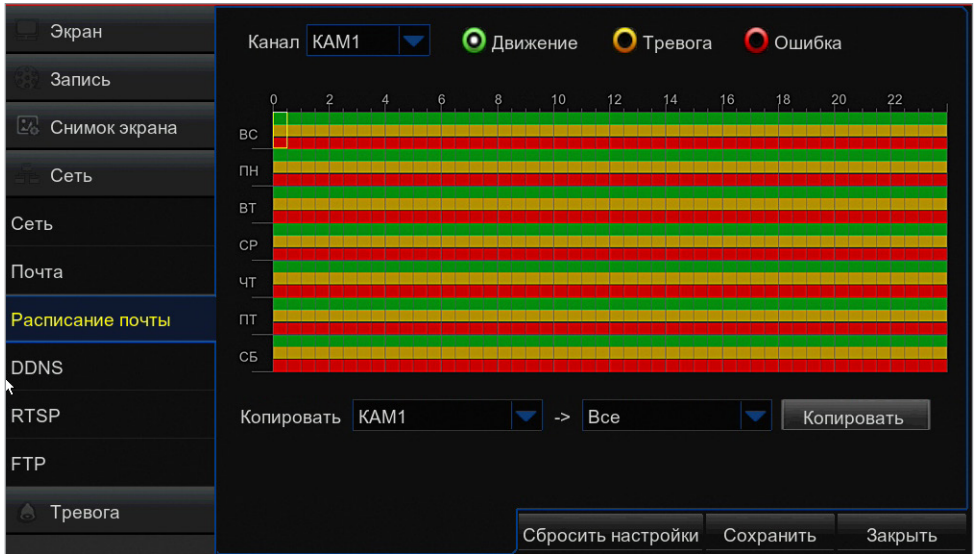 Экран
Запись
Снимок экрана
Сеть
Сеть
Почта
Расписание почты
DDNS
RTSP
FTP
Тревога
Канал КАМ1 Движение Тревога Ошибка
0 2 4 6 8 10 12 14 16 18 20 22
ВС
ПН
ВТ
СР
ЧТ
ПТ
СБ
Копировать КАМ1 -> Все Копировать
Сбросить настройки Сохранить Закрыть